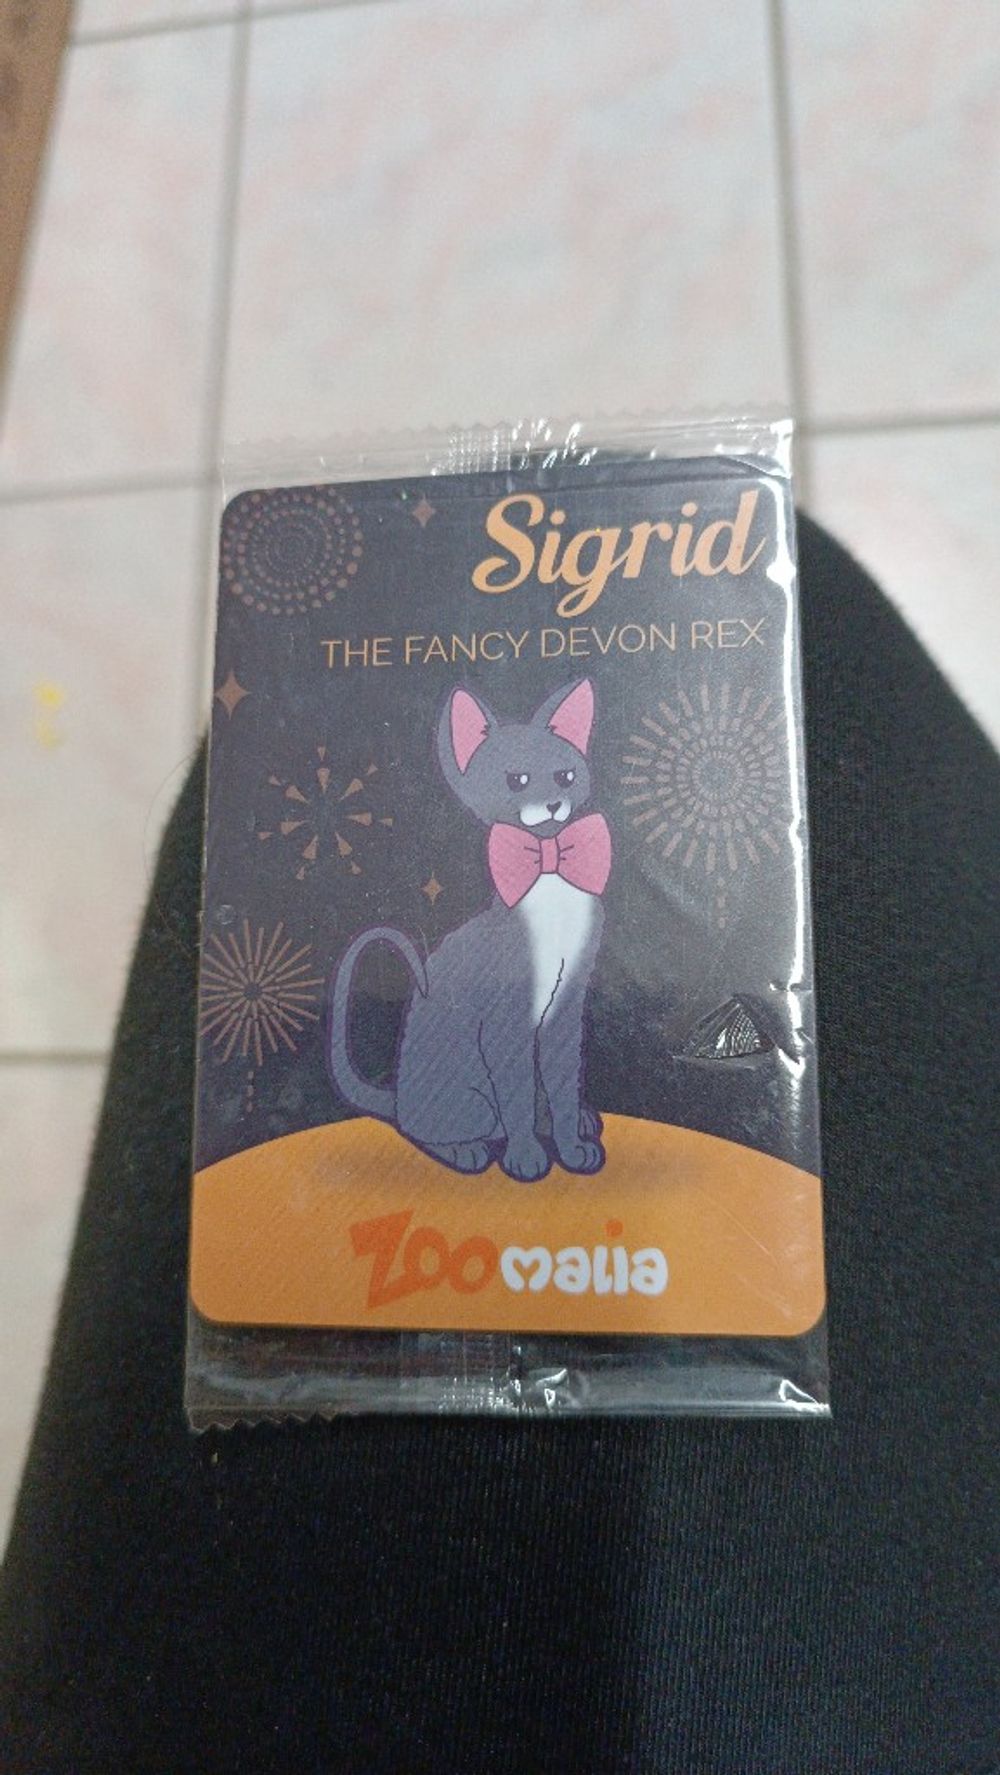 Sigrid
THE FANCY DEVON REX
Zoomalia